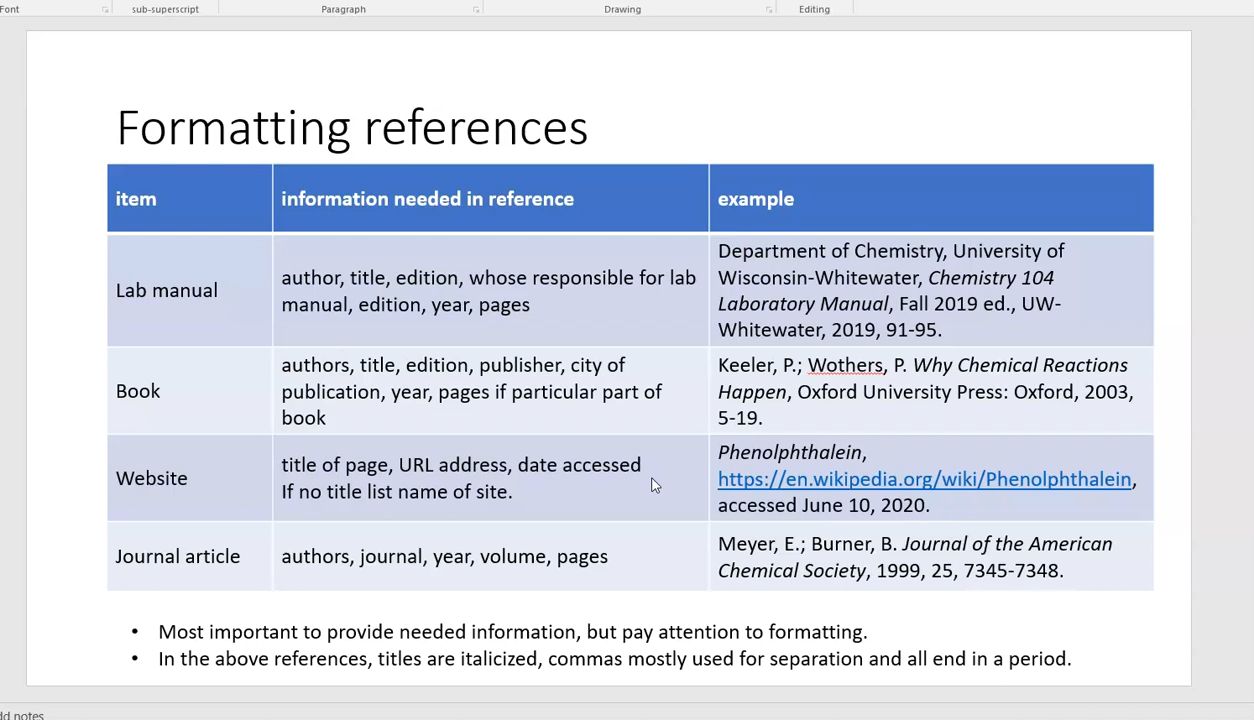 Font
sub-superscript
Paragraph
Drawing
Editing
Formatting references
item
information needed in reference
example
Lab manual
author, title, edition, whose responsible for lab
manual, edition, year, pages
Department of Chemistry, University of
Wisconsin-Whitewater, Chemistry 104
Laboratory Manual, Fall 2019 ed., UW-
Whitewater, 2019, 91-95.
Book
authors, title, edition, publisher, city of
publication, year, pages if particular part of
book
Keeler, P.; Wothers, P. Why Chemical Reactions
Happen, Oxford University Press: Oxford, 2003,
5-19.
Website
title of page, URL address, date accessed
If no title list name of site.
Phenolphthalein,
https://en.wikipedia.org/wiki/Phenolphthalein,
accessed June 10, 2020.
Journal article
authors, journal, year, volume, pages
Meyer, E.; Burner, B. Journal of the American
Chemical Society, 1999, 25, 7345-7348.
• Most important to provide needed information, but pay attention to formatting.
• In the above references, titles are italicized, commas mostly used for separation and all end in a period.
dd notes